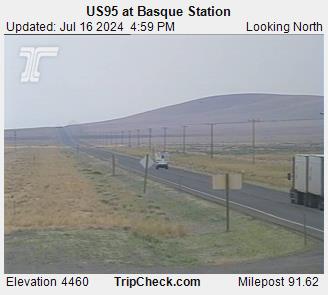 US95 at Basque Station
Updated: Jul 16 2024  4:59 PM Looking North
Elevation 4460 TripCheck.com Milepost 91.62